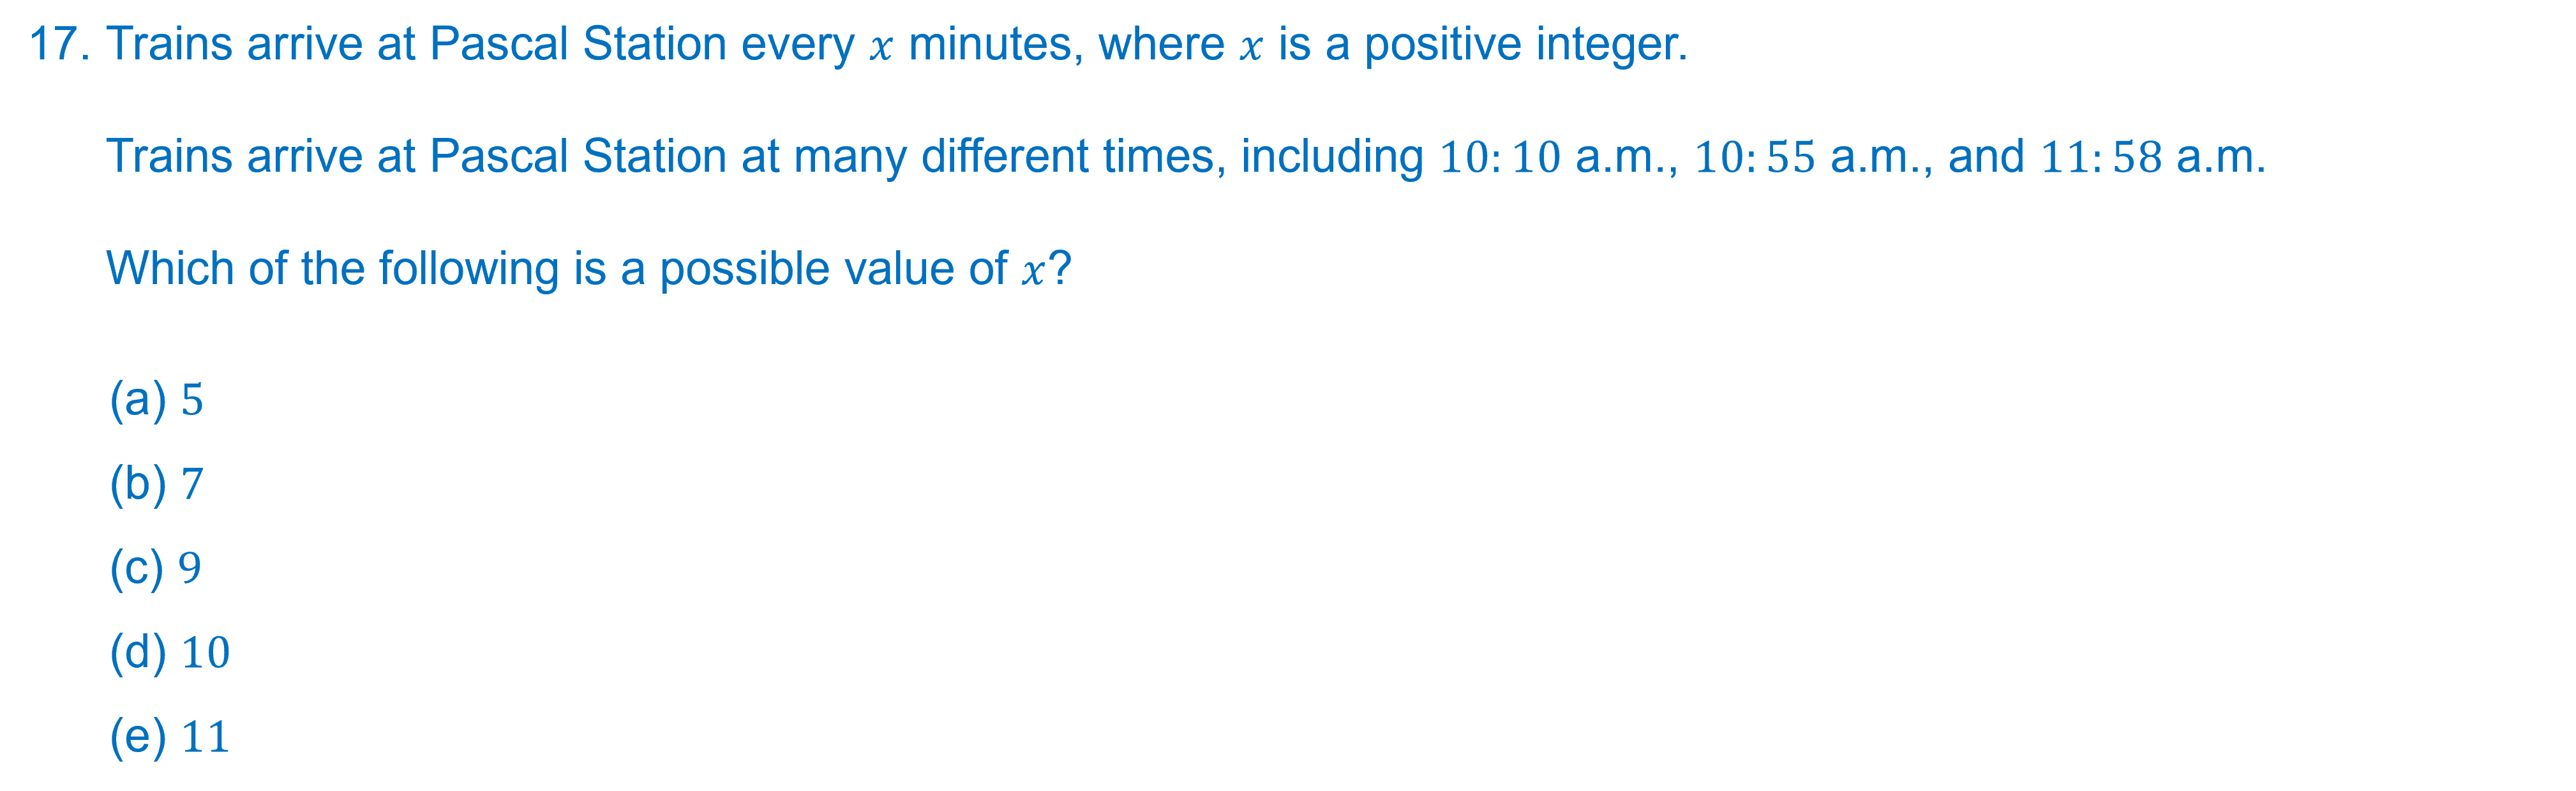 17. Trains arrive at Pascal Station every x minutes, where x is a positive integer.
Trains arrive at Pascal Station at many different times, including 10: 10 a.m., 10: 55 a.m., and 11: 58 a.m.
Which of the following is a possible value of x?
(a) 5
(b) 7
(c) 9
(d) 10
(e) 11